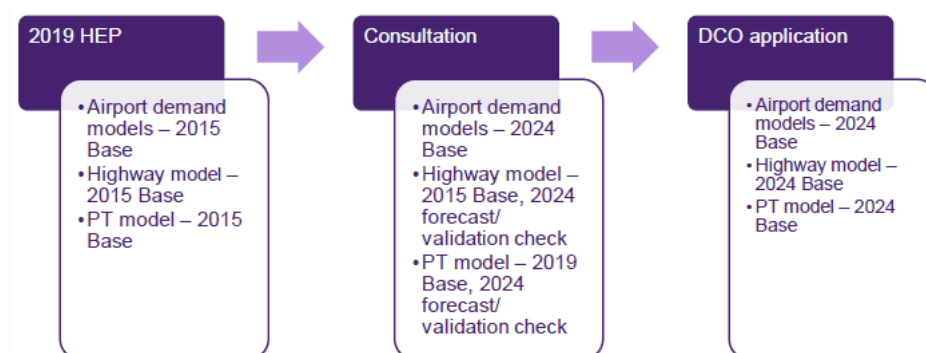 2019 HEP
•Airport demand
models – 2015
Base
•Highway model –
2015 Base
•PT model – 2015
Base
Consultation
•Airport demand
models – 2024
Base
•Highway model –
2015 Base, 2024
forecast/
validation check
•PT model – 2019
Base, 2024
forecast/
validation check
DCO application
•Airport demand
models – 2024
Base
•Highway model –
2024 Base
•PT model – 2024
Base